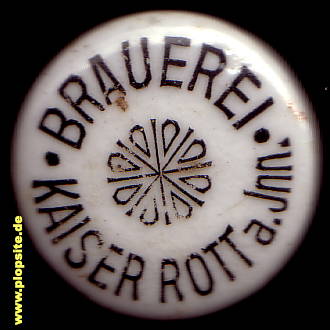 • BRAUEREI •
KAISER ROTT a. Jnn.
www.plopsite.de